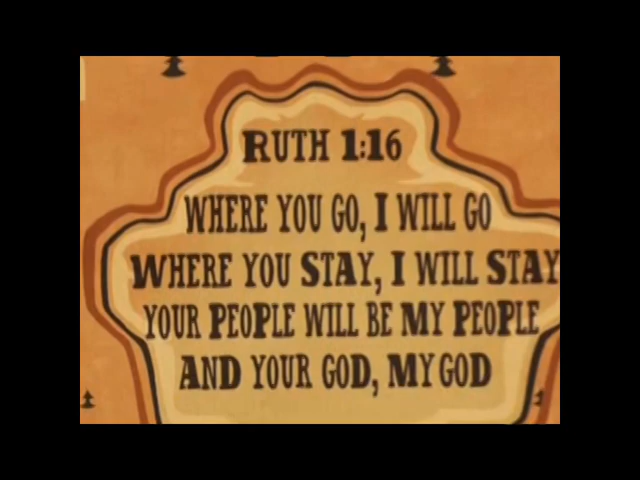 RUTH 1:16
WHERE YOU GO, I WILL GO
WHERE YOU STAY, I WILL STAY
YOUR PEOPLE WILL BE MY PEOPLE
AND YOUR GOD, MY GOD